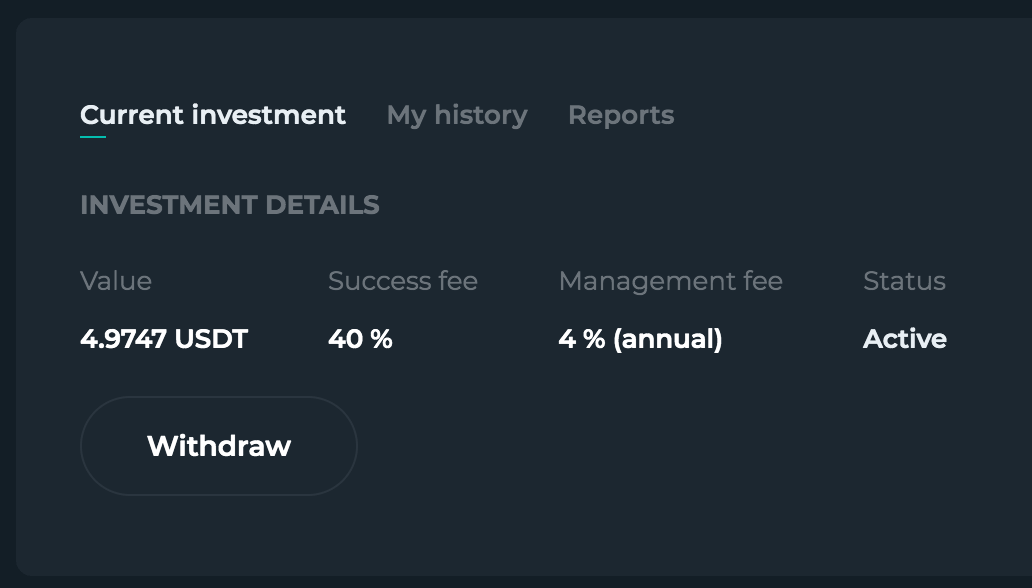 Current investment My history Reports
INVESTMENT DETAILS
Value Success fee Management fee Status
4.9747 USDT 40 % 4 % (annual) Active
Withdraw